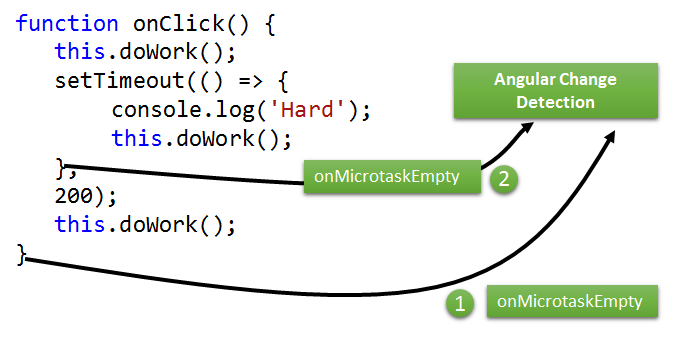 function onClick() {
this.doWork();
setTimeout(() => {
console.log('Hard');
this.doWork();
},
200);
this.doWork();
}
Angular Change
Detection
onMicrotaskEmpty
2
1
onMicrotaskEmpty